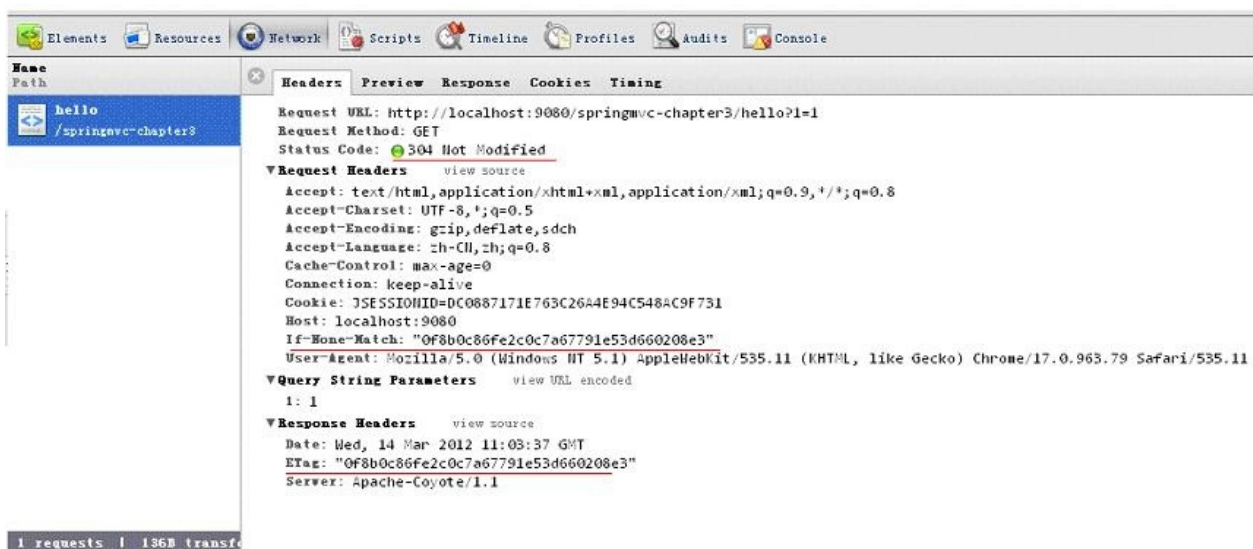 Elements Resources Network Scripts Timeline Profiles Audits Console
Name
Path
hello
/springmvc-chapter3
Headers Preview Response Cookies Timing
Request URL: http://localhost:9080/springmvc-chapter3/hello?1=1
Request Method: GET
Status Code: 304 Not Modified
▼Request Headers view source
Accept: text/html,application/xhtml+xml,application/xml;q=0.9,*/*;q=0.8
Accept-Charset: UTF-8,*;q=0.5
Accept-Encoding: gzip,deflate,sdch
Accept-Language: zh-CN,zh;q=0.8
Cache-Control: max-age=0
Connection: keep-alive
Cookie: JSESSIONID=DC0887171E763C26A4E94C548AC9F731
Host: localhost:9080
If-None-Match: "0f8b0c86fe2c0c7a67791e53d660208e3"
User-Agent: Mozilla/5.0 (Windows NT 5.1) AppleWebKit/535.11 (KHTML, like Gecko) Chrome/17.0.963.79 Safari/535.11
▼Query String Parameters view URL encoded
1: 1
▼Response Headers view source
Date: Wed, 14 Mar 2012 11:03:37 GMT
ETag: "0f8b0c86fe2c0c7a67791e53d660208e3"
Server: Apache-Coyote/1.1
1 requests | 136B transfe